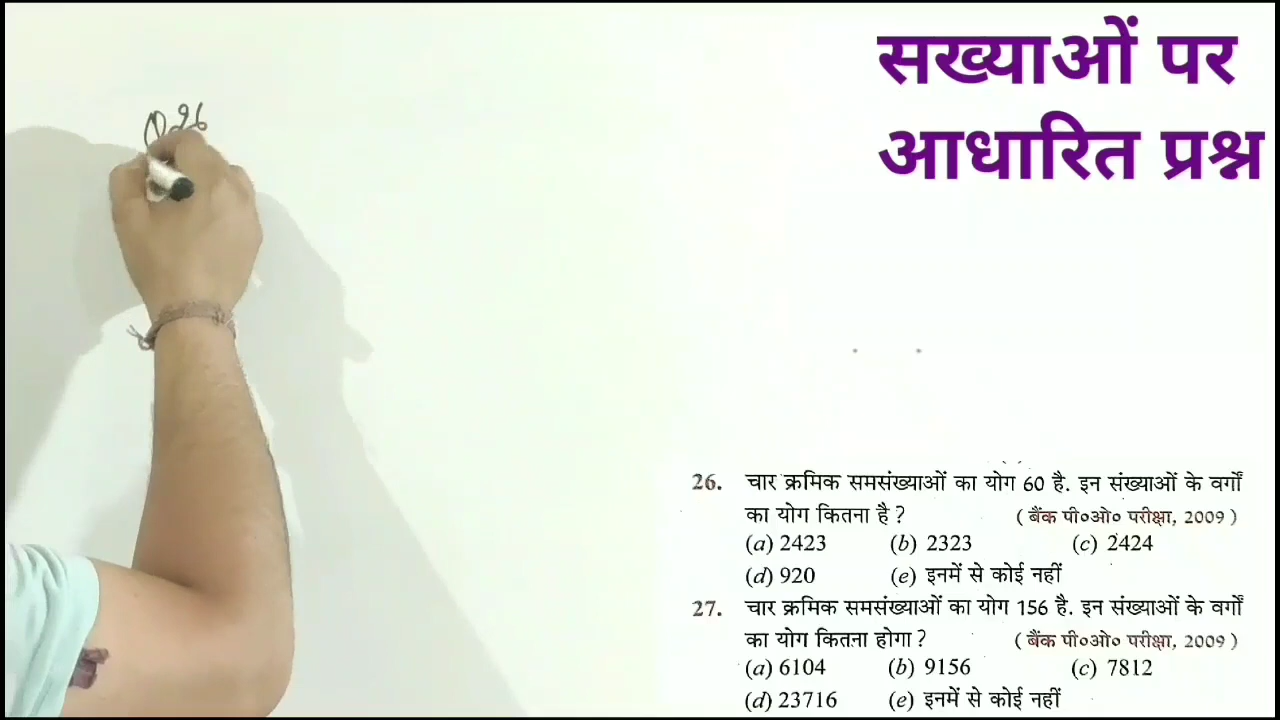 सख्याओं पर
आधारित प्रश्न
Q.26
26. चार क्रमिक समसंख्याओं का योग 60 है. इन संख्याओं के वर्गों
का योग कितना है ? ( बैंक पी०ओ० परीक्षा, 2009 )
(a) 2423 (b) 2323 (c) 2424
(d) 920 (e) इनमें से कोई नहीं
27. चार क्रमिक समसंख्याओं का योग 156 है. इन संख्याओं के वर्गों
का योग कितना होगा ? ( बैंक पी०ओ० परीक्षा, 2009 )
(a) 6104 (b) 9156 (c) 7812
(d) 23716 (e) इनमें से कोई नहीं